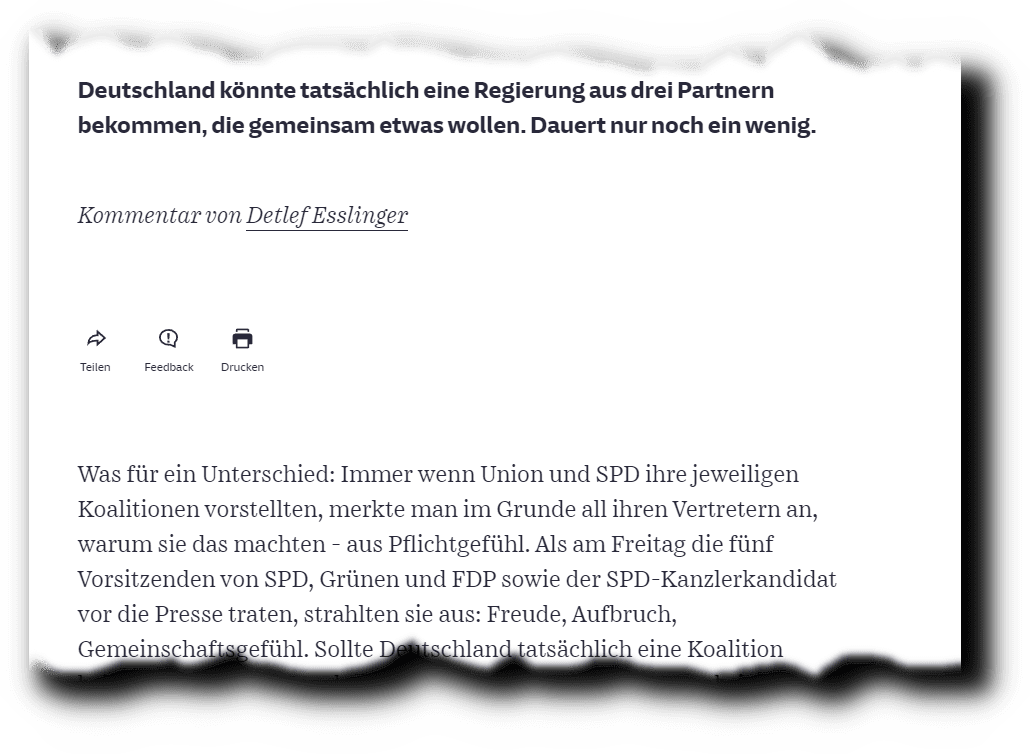 Deutschland könnte tatsächlich eine Regierung aus drei Partnern
bekommen, die gemeinsam etwas wollen. Dauert nur noch ein wenig.
Kommentar von Detlef Esslinger
Teilen Feedback Drucken
Was für ein Unterschied: Immer wenn Union und SPD ihre jeweiligen
Koalitionen vorstellten, merkte man im Grunde all ihren Vertretern an,
warum sie das machten - aus Pflichtgefühl. Als am Freitag die fünf
Vorsitzenden von SPD, Grünen und FDP sowie der SPD-Kanzlerkandidat
vor die Presse traten, strahlten sie aus: Freude, Aufbruch,
Gemeinschaftsgefühl. Sollte Deutschland tatsächlich eine Koalition